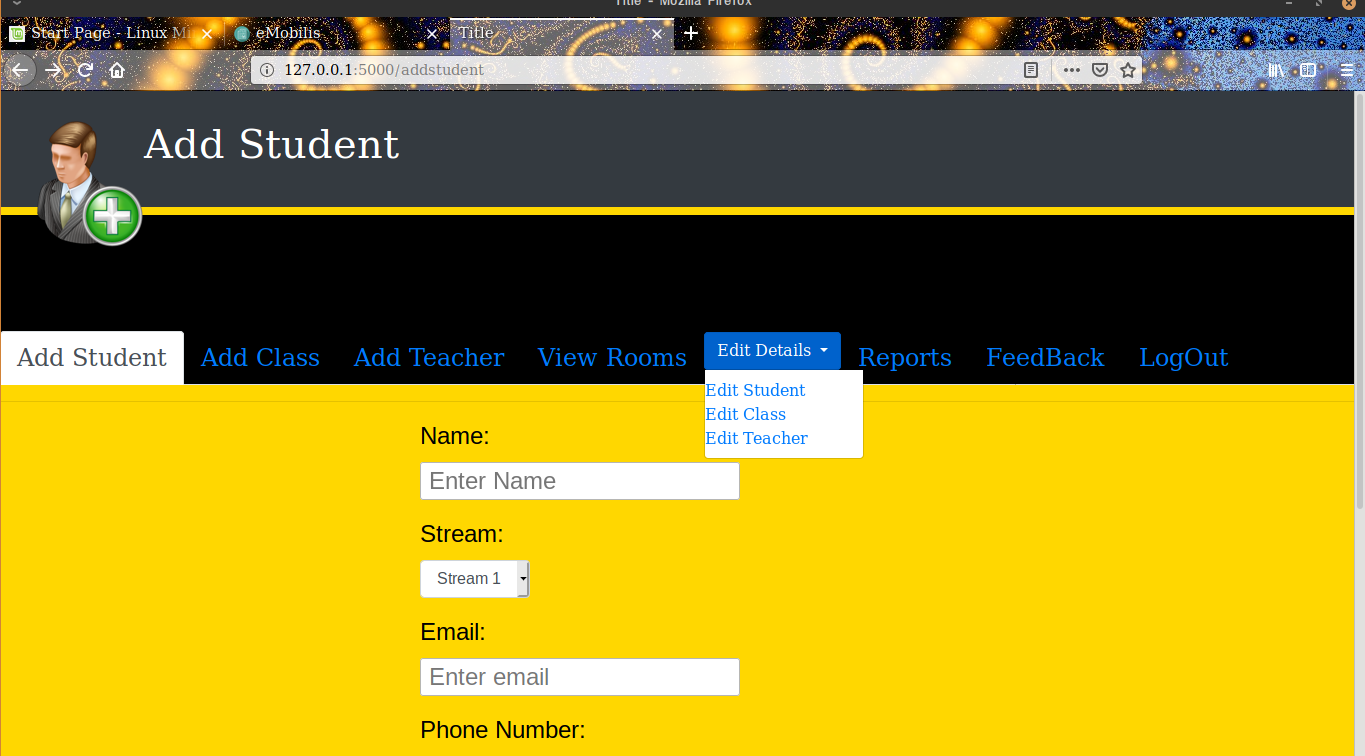 Title - Mozilla Firefox
Start Page - Linux Mi
eMobilis
Title
127.0.0.1:5000/addstudent
Add Student
Add Student Add Class Add Teacher View Rooms Edit Details Reports FeedBack LogOut
Edit Student
Edit Class
Edit Teacher
Name:
Enter Name
Stream:
Stream 1
Email:
Enter email
Phone Number: